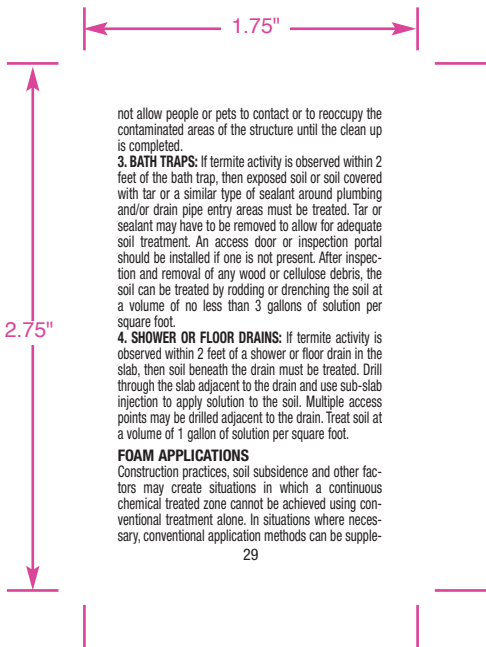 1.75"
2.75"
not allow people or pets to contact or to reoccupy the
contaminated areas of the structure until the clean up
is completed.
3. BATH TRAPS: If termite activity is observed within 2
feet of the bath trap, then exposed soil or soil covered
with tar or a similar type of sealant around plumbing
and/or drain pipe entry areas must be treated. Tar or
sealant may have to be removed to allow for adequate
soil treatment. An access door or inspection portal
should be installed if one is not present. After inspec-
tion and removal of any wood or cellulose debris, the
soil can be treated by rodding or drenching the soil at
a volume of no less than 3 gallons of solution per
square foot.
4. SHOWER OR FLOOR DRAINS: If termite activity is
observed within 2 feet of a shower or floor drain in the
slab, then soil beneath the drain must be treated. Drill
through the slab adjacent to the drain and use sub-slab
injection to apply solution to the soil. Multiple access
points may be drilled adjacent to the drain. Treat soil at
a volume of 1 gallon of solution per square foot.
FOAM APPLICATIONS
Construction practices, soil subsidence and other fac-
tors may create situations in which a continuous
chemical treated zone cannot be achieved using con-
ventional treatment alone. In situations where neces-
sary, conventional application methods can be supple-
29